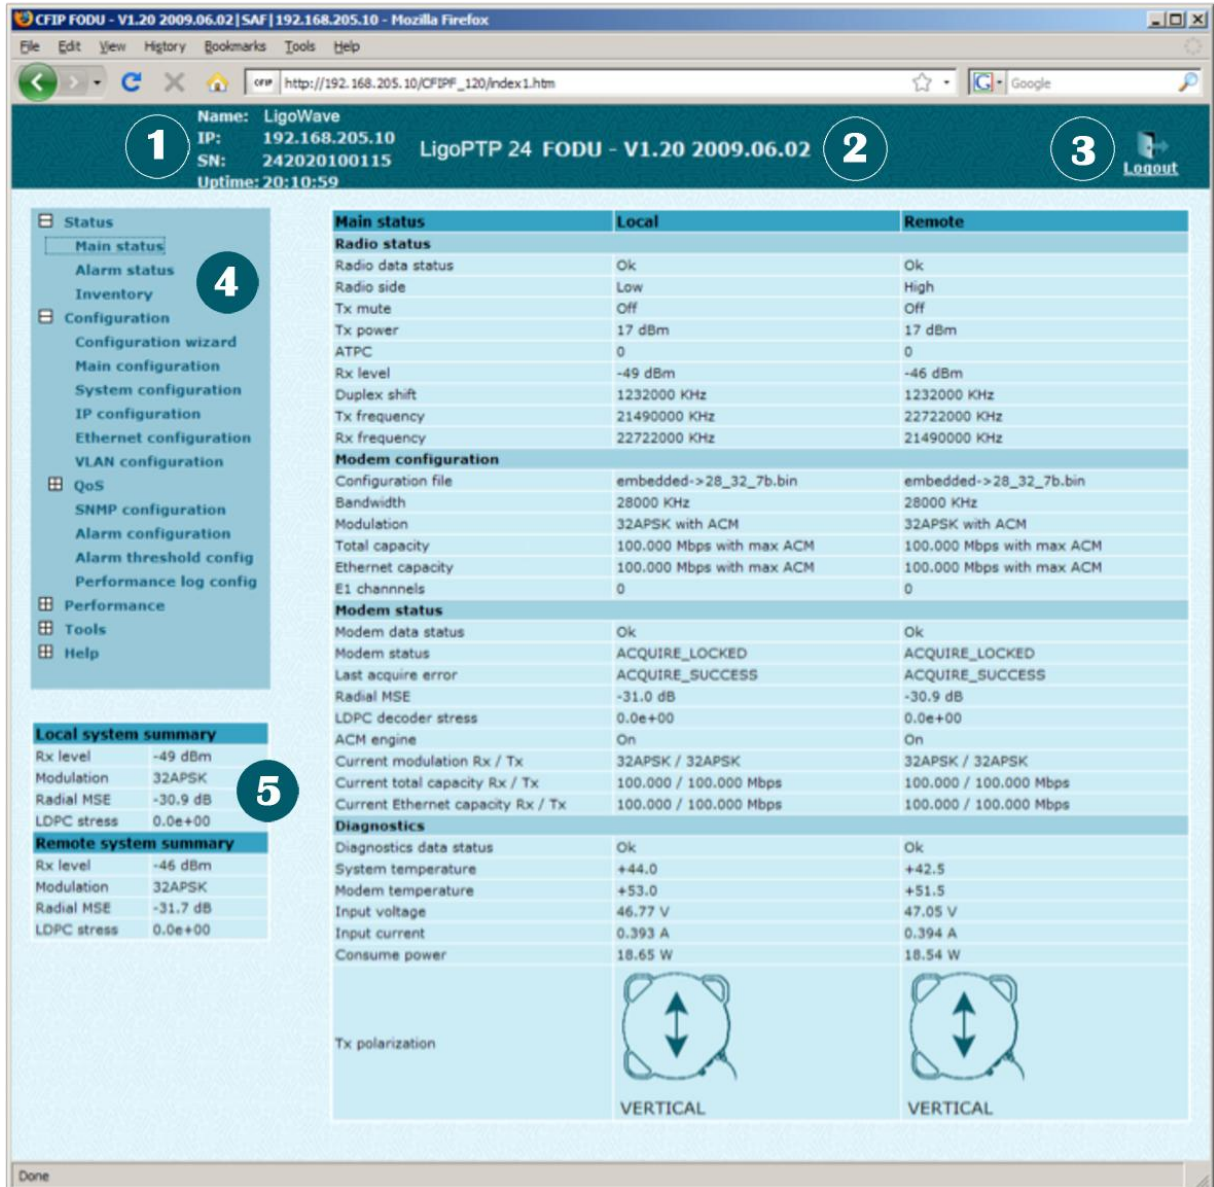 CFIP FODU - V1.20 2009.06.02 | SAF | 192.168.205.10 - Mozilla Firefox
File Edit View History Bookmarks Tools Help
CFIP http://192.168.205.10/CFIPF_120/index1.htm G Google
Name: LigoWave
IP: 192.168.205.10
SN: 242020100115
Uptime: 20:10:59
1
LigoPTP 24 FODU - V1.20 2009.06.02
2
3
Logout
Status
Main status
Alarm status
Inventory
4
Configuration
Configuration wizard
Main configuration
System configuration
IP configuration
Ethernet configuration
VLAN configuration
QoS
SNMP configuration
Alarm configuration
Alarm threshold config
Performance log config
Performance
Tools
Help
Local system summary
Rx level -49 dBm
Modulation 32APSK
Radial MSE -30.9 dB
LDPC stress 0.0e+00
5
Remote system summary
Rx level -46 dBm
Modulation 32APSK
Radial MSE -31.7 dB
LDPC stress 0.0e+00
Main status Local Remote
Radio status
Radio data status Ok Ok
Radio side Low High
Tx mute Off Off
Tx power 17 dBm 17 dBm
ATPC 0 0
Rx level -49 dBm -46 dBm
Duplex shift 1232000 KHz 1232000 KHz
Tx frequency 21490000 KHz 22722000 KHz
Rx frequency 22722000 KHz 21490000 KHz
Modem configuration
Configuration file embedded->28_32_7b.bin embedded->28_32_7b.bin
Bandwidth 28000 KHz 28000 KHz
Modulation 32APSK with ACM 32APSK with ACM
Total capacity 100.000 Mbps with max ACM 100.000 Mbps with max ACM
Ethernet capacity 100.000 Mbps with max ACM 100.000 Mbps with max ACM
E1 channnels 0 0
Modem status
Modem data status Ok Ok
Modem status ACQUIRE_LOCKED ACQUIRE_LOCKED
Last acquire error ACQUIRE_SUCCESS ACQUIRE_SUCCESS
Radial MSE -31.0 dB -30.9 dB
LDPC decoder stress 0.0e+00 0.0e+00
ACM engine On On
Current modulation Rx / Tx 32APSK / 32APSK 32APSK / 32APSK
Current total capacity Rx / Tx 100.000 / 100.000 Mbps 100.000 / 100.000 Mbps
Current Ethernet capacity Rx / Tx 100.000 / 100.000 Mbps 100.000 / 100.000 Mbps
Diagnostics
Diagnostics data status Ok Ok
System temperature +44.0 +42.5
Modem temperature +53.0 +51.5
Input voltage 46.77 V 47.05 V
Input current 0.393 A 0.394 A
Consume power 18.65 W 18.54 W
Tx polarization
VERTICAL VERTICAL
Done